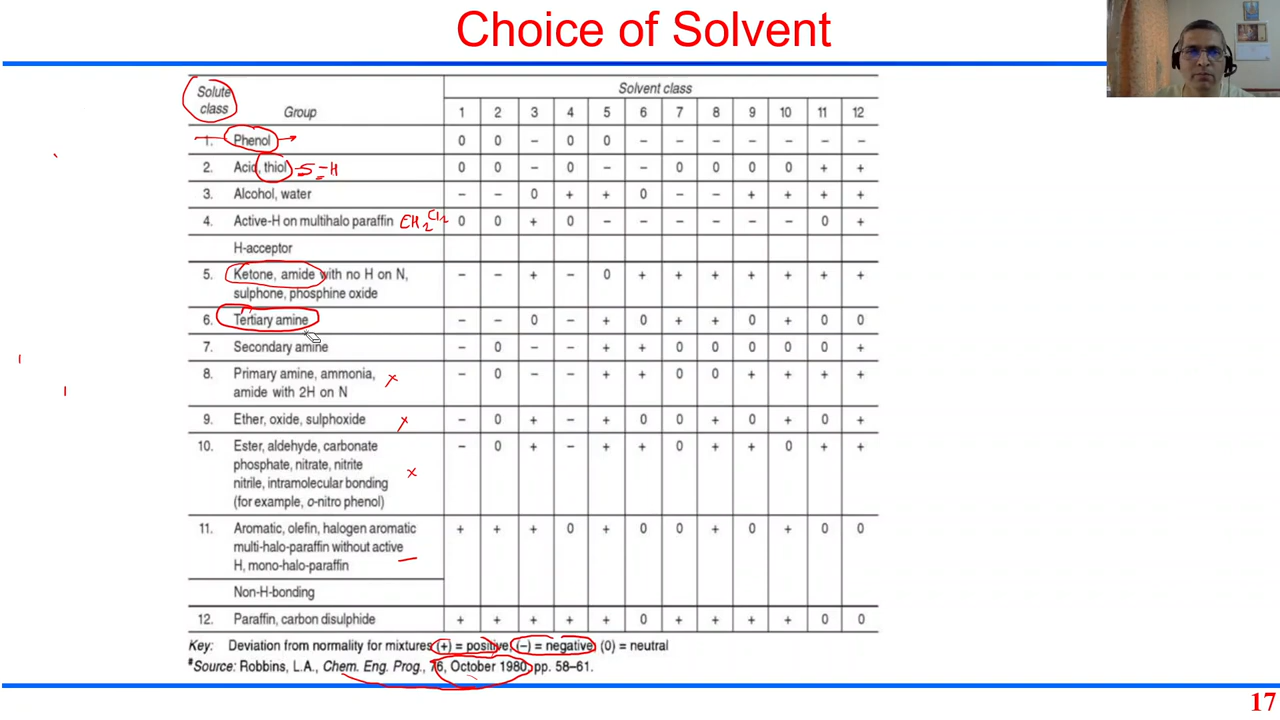 Choice of Solvent
Solute class Group Solvent class
1 2 3 4 5 6 7 8 9 10 11 12
1. Phenol 0 0 – 0 0 – – – – – – –
2. Acid, thiol -S-H 0 0 – 0 – – 0 0 0 0 + +
3. Alcohol, water – – 0 + + 0 – – + + + +
4. Active-H on multihalo paraffin CH2Cl2 0 0 + 0 – – – – – – 0 +
H-acceptor
5. Ketone, amide with no H on N, – – + – 0 + + + + + + +
sulphone, phosphine oxide
6. Tertiary amine – – 0 – + 0 + + 0 + 0 0
7. Secondary amine – 0 – – + + 0 0 0 0 0 +
8. Primary amine, ammonia, – 0 – – + + 0 0 + + + +
amide with 2H on N
9. Ether, oxide, sulphoxide – 0 + – + 0 0 + 0 + 0 +
10. Ester, aldehyde, carbonate – 0 + – + + 0 + + 0 + +
phosphate, nitrate, nitrite
nitrile, intramolecular bonding
(for example, o-nitro phenol)
11. Aromatic, olefin, halogen aromatic + + + 0 + 0 0 + 0 + 0 0
multi-halo-paraffin without active
H, mono-halo-paraffin
Non-H-bonding
12. Paraffin, carbon disulphide + + + + + 0 + + + + 0 0
Key: Deviation from normality for mixtures (+) = positive, (–) = negative, (0) = neutral
#Source: Robbins, L.A., Chem. Eng. Prog., 76, October 1980, pp. 58–61.
17